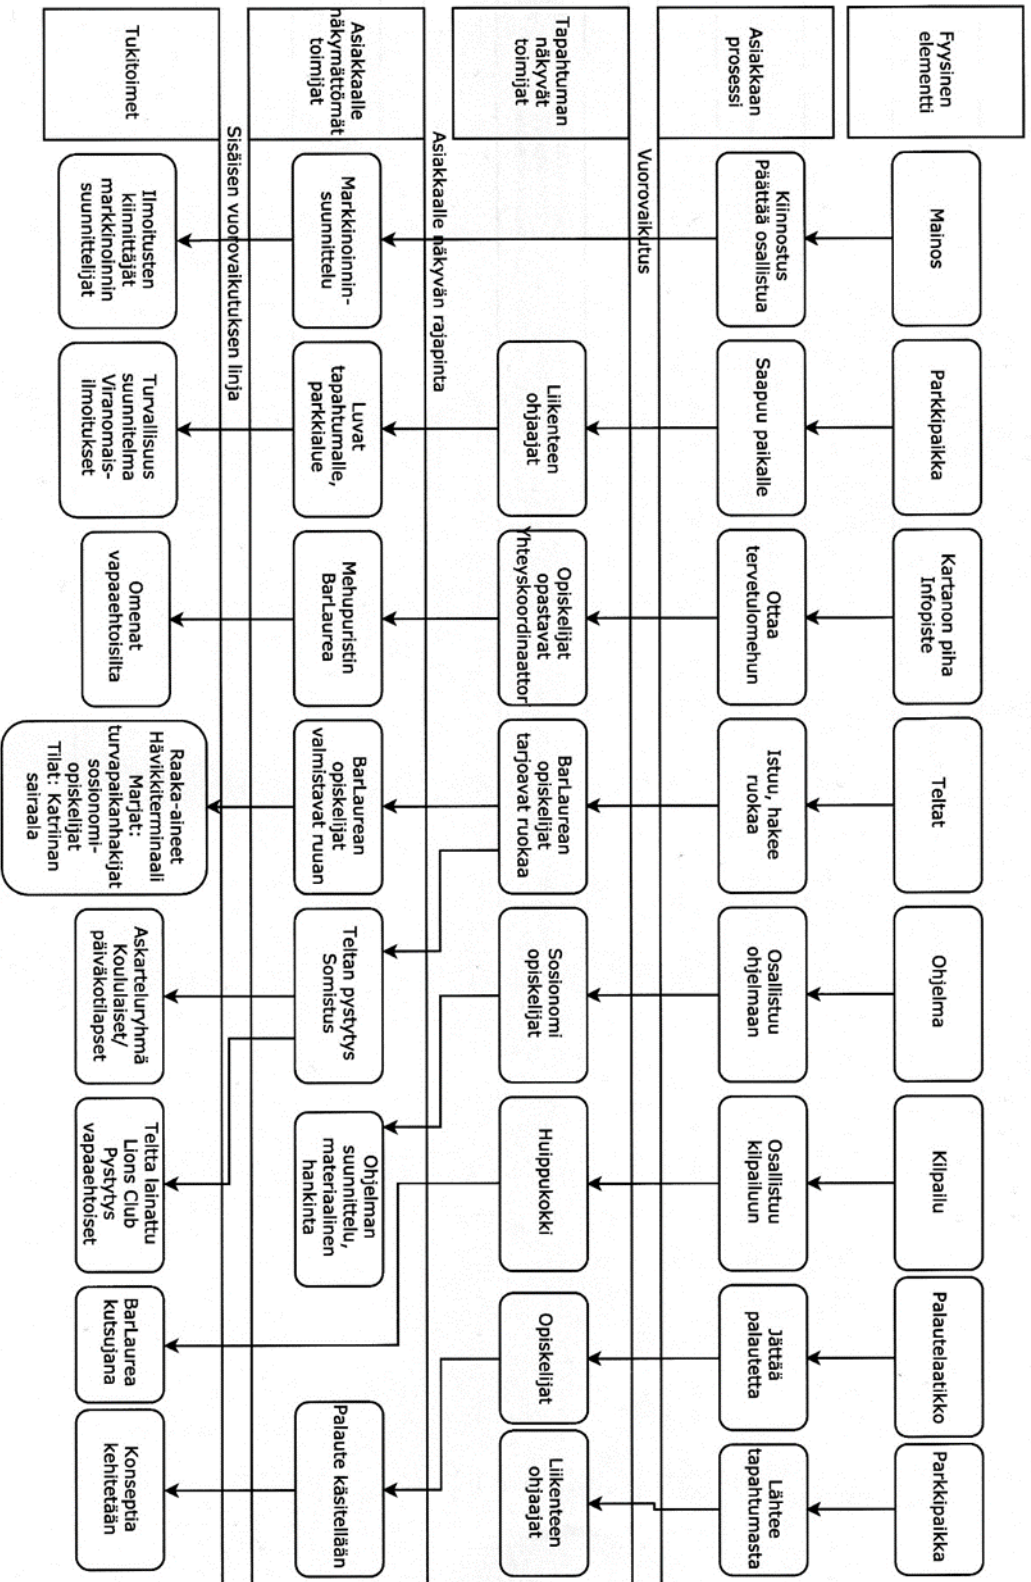 Fyysinen
elementti
Mainos
Parkkipaikka
Kartanon piha
Infopiste
Teltat
Ohjelma
Kilpailu
Palautelaatikko
Parkkipaikka
Asiakkaan
prosessi
Kiinnostus
Päättää osallistua
Saapuu paikalle
Ottaa
tervetulomehun
Istuu, hakee
ruokaa
Osallistuu
ohjelmaan
Osallistuu
kilpailuun
Jättää
palautetta
Lähtee
tapahtumasta
Vuorovaikutus
Tapahtuman
näkyvät
toimijat
Liikenteen
ohjaajat
Opiskelijat
opastavat
Yhteyskoordinaattori
BarLaurean
opiskelijat
tarjoavat ruokaa
Sosionomi
opiskelijat
Huippukokki
Opiskelijat
Liikenteen
ohjaajat
Asiakkaalle näkyvän rajapinta
Asiakkaalle
näkymättömät
toimijat
Markkinoinnin-
suunnittelu
Luvat
tapahtumalle,
parkkialue
Mehupuristin
BarLaurea
BarLaurean
opiskelijat
valmistavat ruuan
Teltan pystytys
Somistus
Ohjelman
suunnittelu,
materiaalinen
hankinta
Palaute käsitellään
Sisäisen vuorovaikutuksen linja
Tukitoimet
Ilmoitusten
kiinnittäjät
markkinoinnin
suunnittelijat
Turvallisuus
suunnitelma
Viranomais-
ilmoitukset
Omenat
vapaaehtoisilta
Raaka-aineet
Hävikkiterminaali
Marjat:
turvapaikanhakijat
sosionomi-
opiskelijat
Tilat: Katriinan
sairaala
Askarteluryhmä
Koululaiset/
päiväkotilapset
Teltta lainattu
Lions Club
Pystytys
vapaaehtoiset
BarLaurea
kutsujana
Konseptia
kehitetään